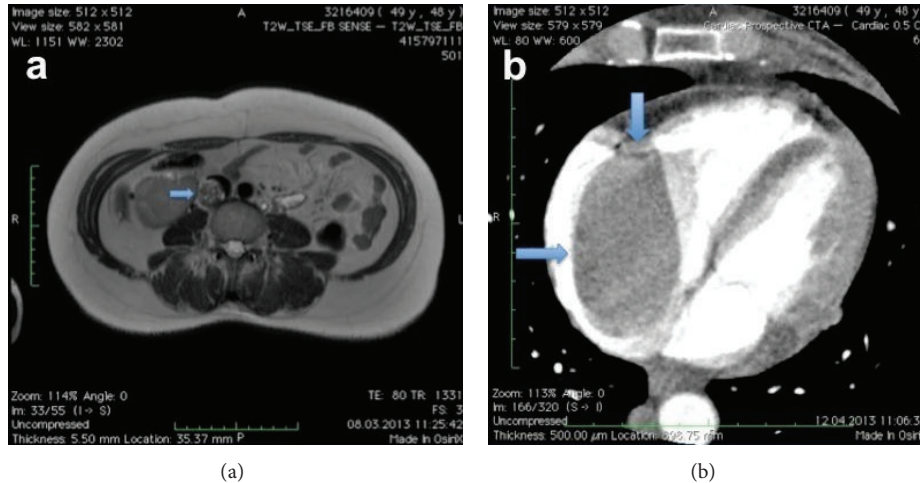 Image size: 512 x 512
View size: 582 x 581
WL: 1151 WW: 2302
a
A
3216409 ( 49 y , 48 y )
T2W_TSE_FB SENSE — T2W_TSE_FB
415797111
501
R
L
Zoom: 114% Angle: 0
Im: 33/55 (I -> S)
Uncompressed
Thickness: 5.50 mm Location: 35.37 mm
P
TE: 80 TR: 1331
FS: 3
08.03.2013 11:25:42
Made In OsiriX
Image size: 512 x 512
View size: 579 x 579
WL: 80 WW: 600
b
A
3216409 ( 49 y , 48 y )
Cardiac Prospective CTA — Cardiac 0.5 C
6
R
Zoom: 113% Angle: 0
Im: 166/320 (S -> I)
Uncompressed
Thickness: 500.00 µm Location:
12.04.2013 11:06:3
Made In Osiri
(a)
(b)